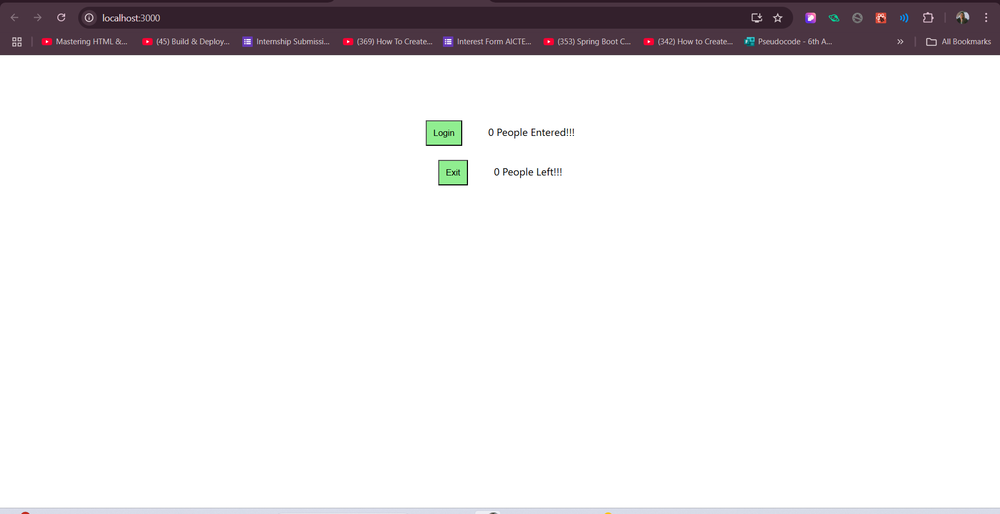 localhost:3000
Mastering HTML &... (45) Build & Deploy... Internship Submissi... (369) How To Create... Interest Form AICTE... (353) Spring Boot C... (342) How to Create... Pseudocode - 6th A... » All Bookmarks
Login 0 People Entered!!!
Exit 0 People Left!!!